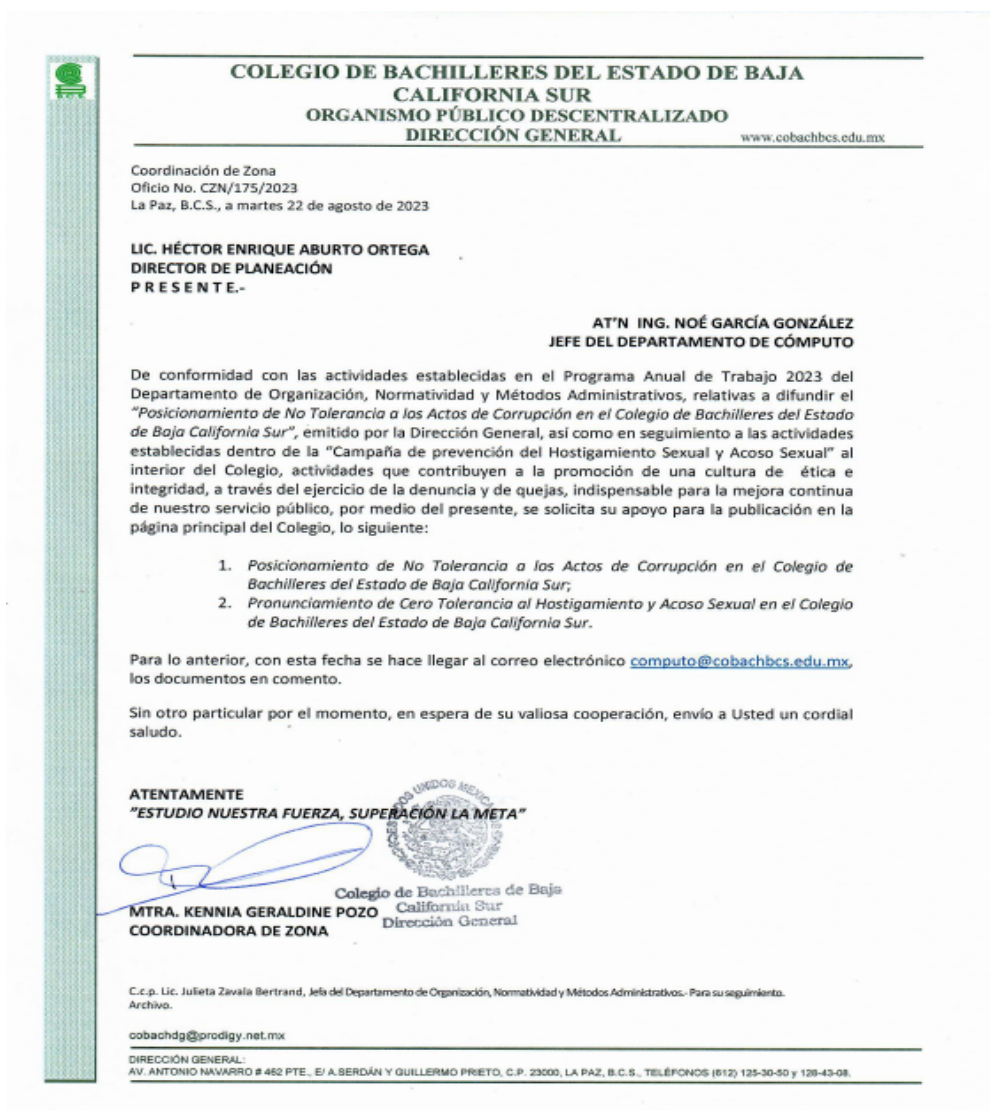 COLEGIO DE BACHILLERES DEL ESTADO DE BAJA
CALIFORNIA SUR
ORGANISMO PÚBLICO DESCENTRALIZADO
DIRECCIÓN GENERAL www.cobachbcs.edu.mx
Coordinación de Zona
Oficio No. CZN/175/2023
La Paz, B.C.S., a martes 22 de agosto de 2023
LIC. HÉCTOR ENRIQUE ABURTO ORTEGA
DIRECTOR DE PLANEACIÓN
P R E S E N T E.-
AT'N ING. NOÉ GARCÍA GONZÁLEZ
JEFE DEL DEPARTAMENTO DE CÓMPUTO
De conformidad con las actividades establecidas en el Programa Anual de Trabajo 2023 del
Departamento de Organización, Normatividad y Métodos Administrativos, relativas a difundir el
"Posicionamiento de No Tolerancia a los Actos de Corrupción en el Colegio de Bachilleres del Estado
de Baja California Sur", emitido por la Dirección General, así como en seguimiento a las actividades
establecidas dentro de la "Campaña de prevención del Hostigamiento Sexual y Acoso Sexual" al
interior del Colegio, actividades que contribuyen a la promoción de una cultura de ética e
integridad, a través del ejercicio de la denuncia y de quejas, indispensable para la mejora continua
de nuestro servicio público, por medio del presente, se solicita su apoyo para la publicación en la
página principal del Colegio, lo siguiente:
1. Posicionamiento de No Tolerancia a los Actos de Corrupción en el Colegio de
Bachilleres del Estado de Baja California Sur;
2. Pronunciamiento de Cero Tolerancia al Hostigamiento y Acoso Sexual en el Colegio
de Bachilleres del Estado de Baja California Sur.
Para lo anterior, con esta fecha se hace llegar al correo electrónico computo@cobachbcs.edu.mx,
los documentos en comento.
Sin otro particular por el momento, en espera de su valiosa cooperación, envío a Usted un cordial
saludo.
ATENTAMENTE
"ESTUDIO NUESTRA FUERZA, SUPERACIÓN LA META"
Colegio de Bachilleres de Baja
California Sur
Dirección General
MTRA. KENNIA GERALDINE POZO
COORDINADORA DE ZONA
C.c.p. Lic. Julieta Zavala Bertrand, Jefa del Departamento de Organización, Normatividad y Métodos Administrativos.- Para su seguimiento.
Archivo.
cobachdg@prodigy.net.mx
DIRECCIÓN GENERAL:
AV. ANTONIO NAVARRO # 462 PTE., E/ A.SERDÁN Y GUILLERMO PRIETO, C.P. 23000, LA PAZ, B.C.S., TELÉFONOS (612) 125-30-50 y 128-43-08.